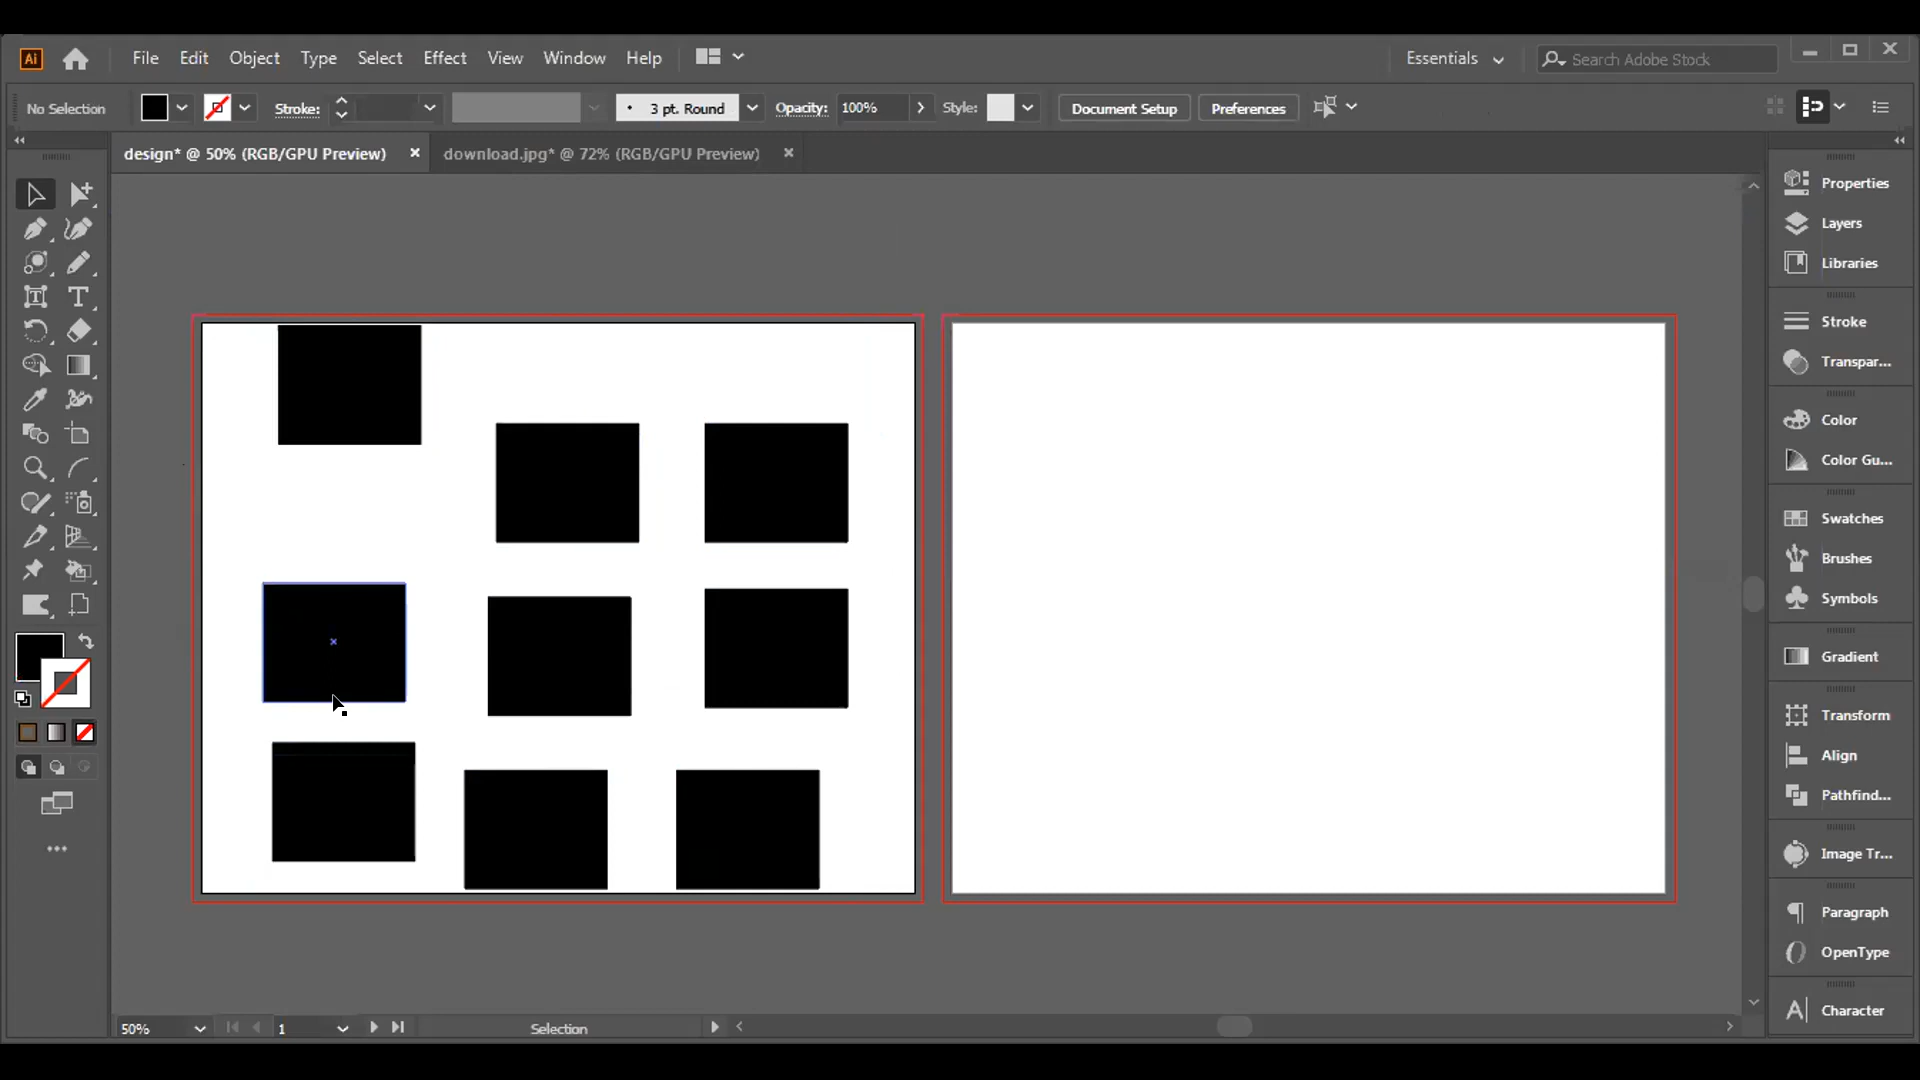 Ai
File Edit Object Type Select Effect View Window Help
Essentials
Search Adobe Stock
No Selection
Stroke:
3 pt. Round
Opacity: 100%
Style:
Document Setup
Preferences
design* @ 50% (RGB/GPU Preview)
download.jpg* @ 72% (RGB/GPU Preview)
Properties
Layers
Libraries
Stroke
Transpar...
Color
Color Gu...
Swatches
Brushes
Symbols
Gradient
Transform
Align
Pathfind...
Image Tr...
Paragraph
OpenType
Character
50%
1
Selection